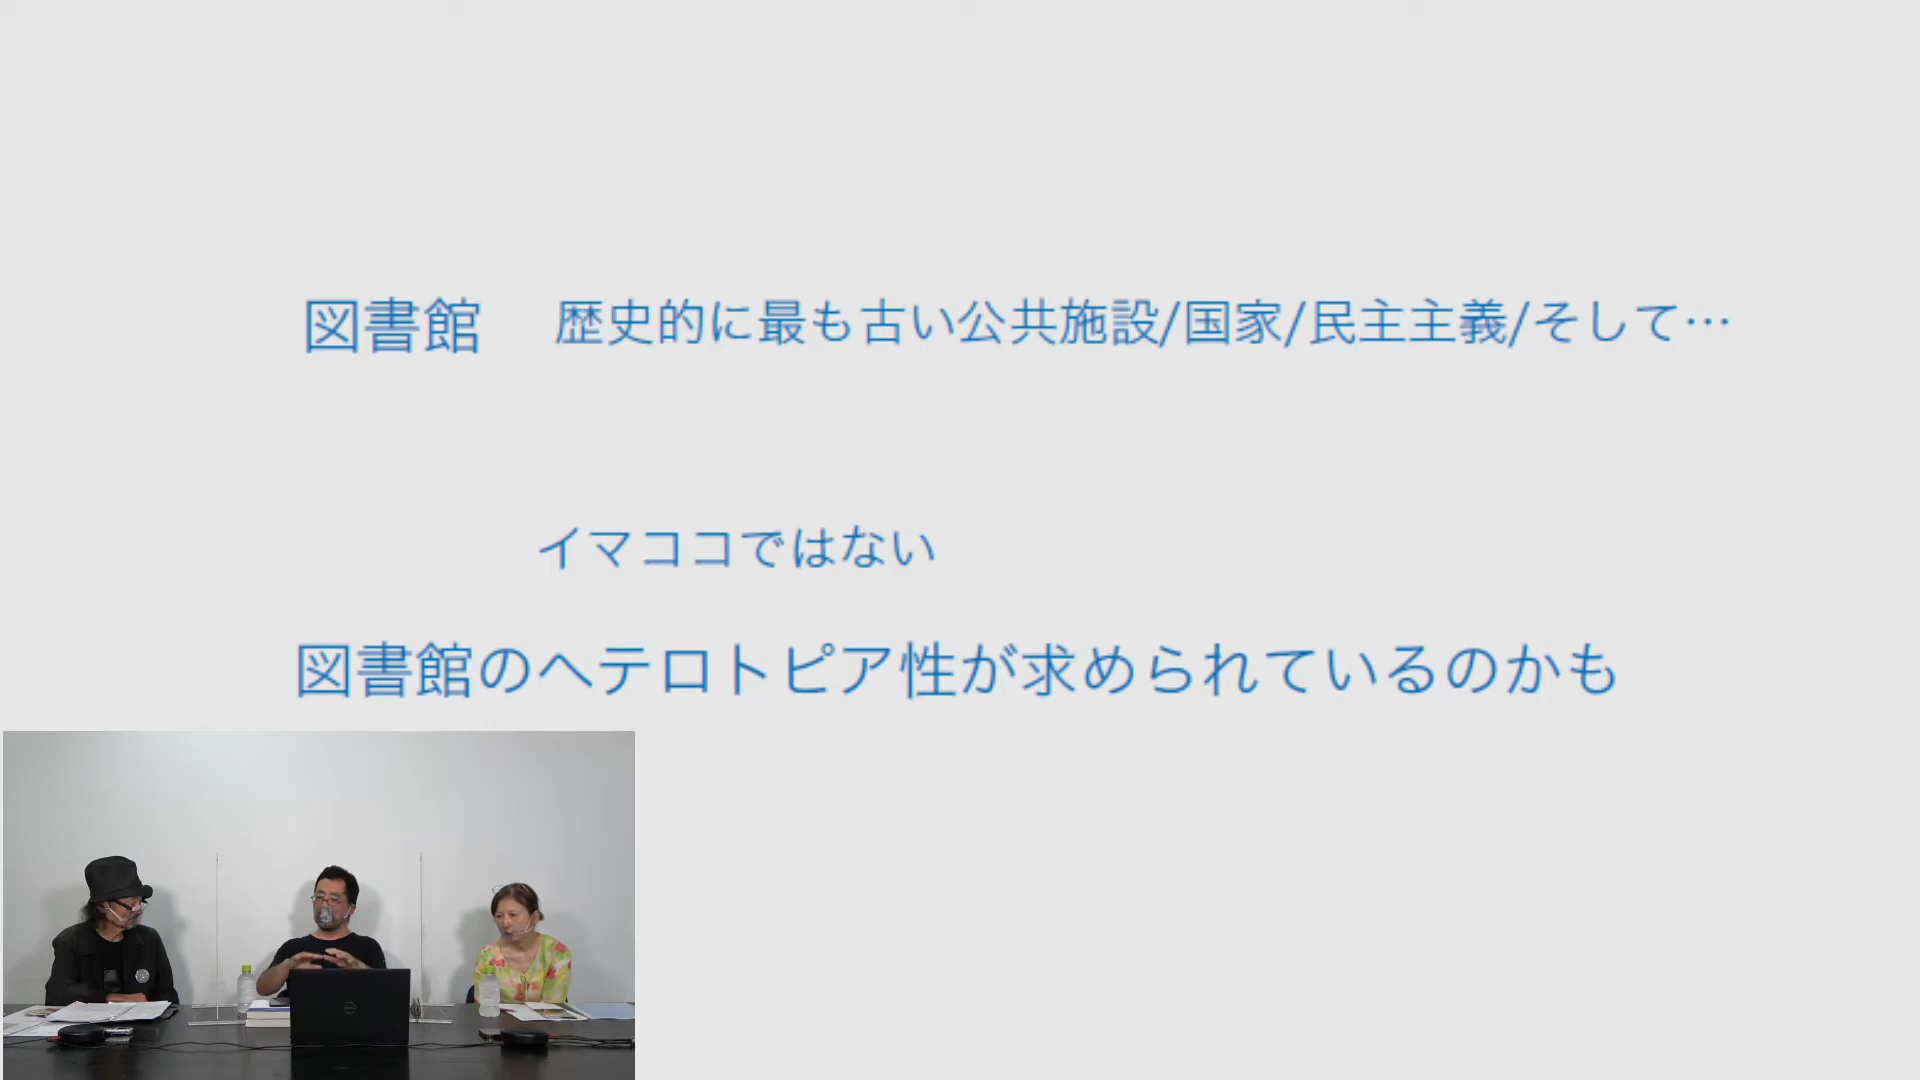 図書館 歴史的に最も古い公共施設/国家/民主主義/そして…
イマココではない
図書館のヘテロトピア性が求められているのかも